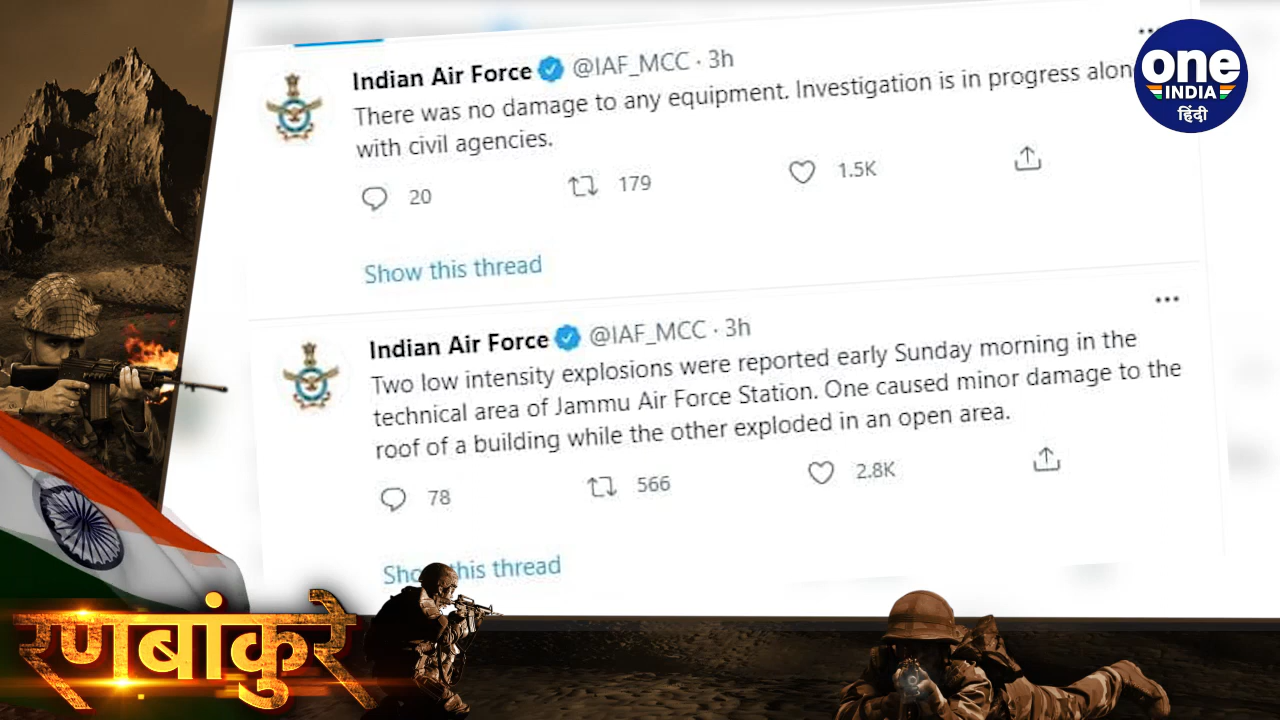 Indian Air Force @IAF_MCC · 3h
There was no damage to any equipment. Investigation is in progress
with civil agencies.
20 179 1.5K
Show this thread
Indian Air Force @IAF_MCC · 3h
Two low intensity explosions were reported early Sunday morning in the
technical area of Jammu Air Force Station. One caused minor damage to the
roof of a building while the other exploded in an open area.
78 566 2.8K
this thread
one
INDIA
हिंदी
रणबांकुरे